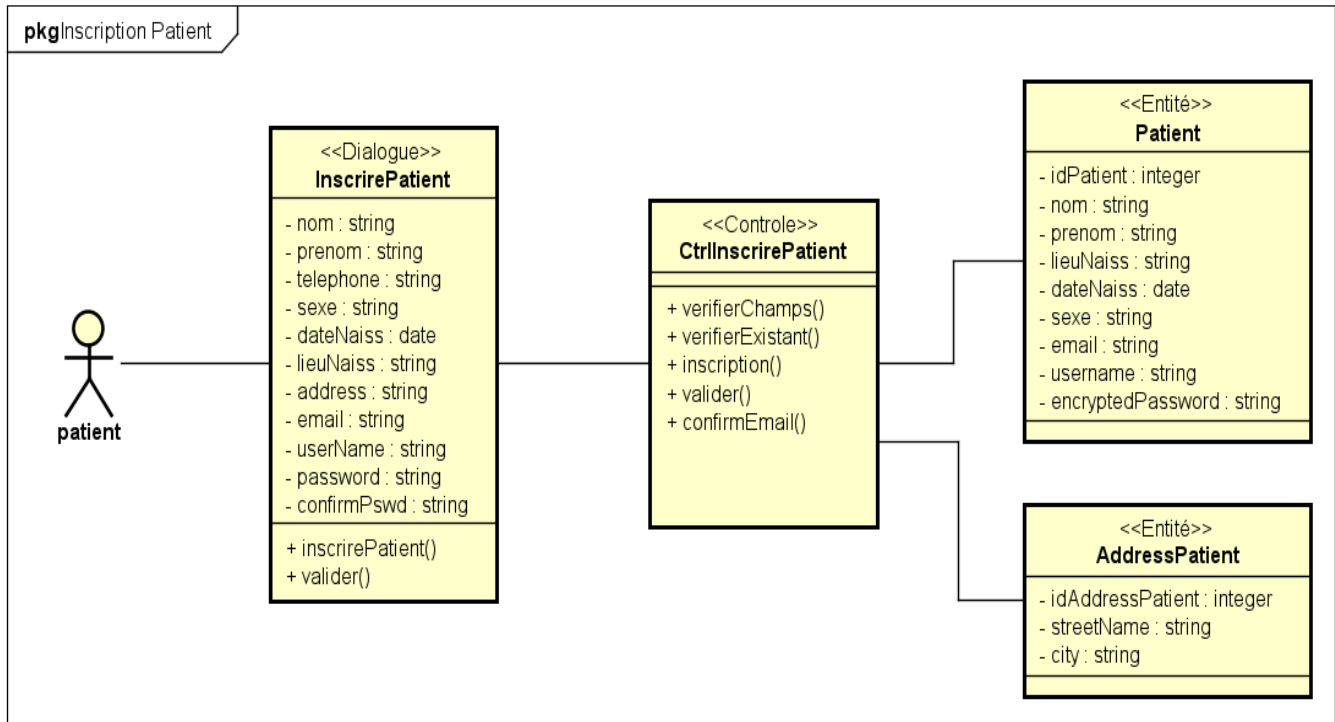 pkgInscription Patient
patient
<<Dialogue>>
InscrirePatient
- nom : string
- prenom : string
- telephone : string
- sexe : string
- dateNaiss : date
- lieuNaiss : string
- address : string
- email : string
- userName : string
- password : string
- confirmPswd : string
+ inscrirePatient()
+ valider()
<<Controle>>
CtrlInscrirePatient
+ verifierChamps()
+ verifierExistant()
+ inscription()
+ valider()
+ confirmEmail()
<<Entité>>
Patient
- idPatient : integer
- nom : string
- prenom : string
- lieuNaiss : string
- dateNaiss : date
- sexe : string
- email : string
- username : string
- encryptedPassword : string
<<Entité>>
AddressPatient
- idAddressPatient : integer
- streetName : string
- city : string